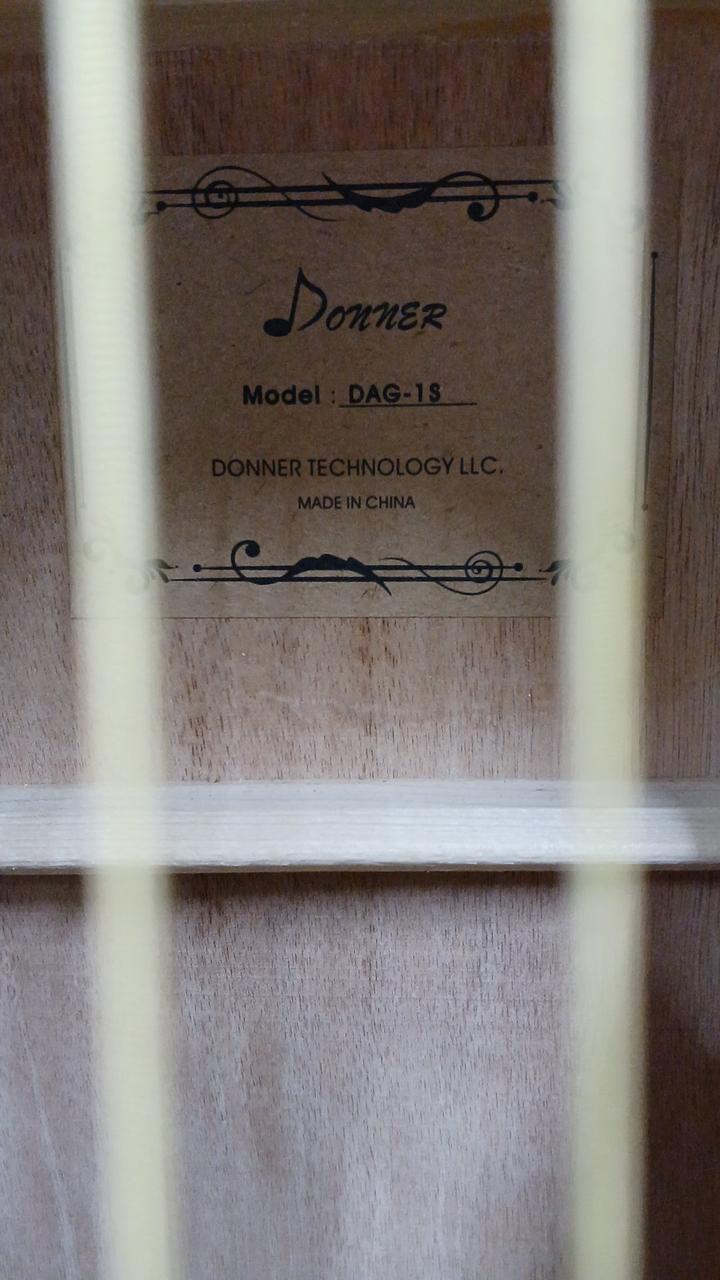 DONNER
Model : DAG-1S
DONNER TECHNOLOGY LLC.
MADE IN CHINA